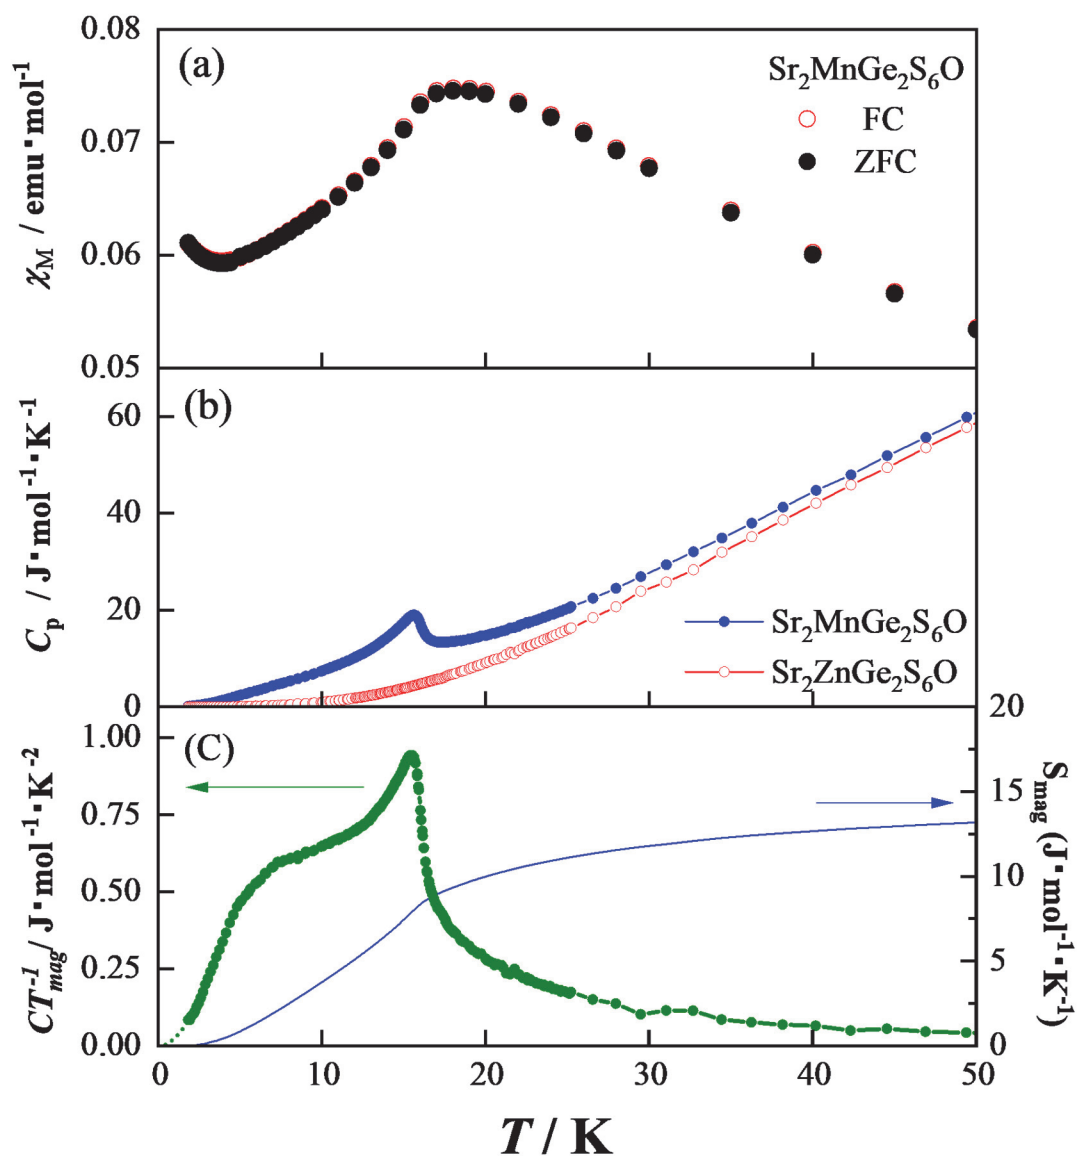 0.08
0.07
0.06
0.05
χM / emu·mol-1
(a)
Sr2MnGe2S6O
FC
ZFC
60
40
20
0
Cp / J·mol-1·K-1
(b)
Sr2MnGe2S6O
Sr2ZnGe2S6O
1.00
0.75
0.50
0.25
0.00
CT-1mag/ J·mol-1·K-2
(C)
20
15
10
5
0
Smag (J·mol-1·K-1)
0 10 20 30 40 50
T / K